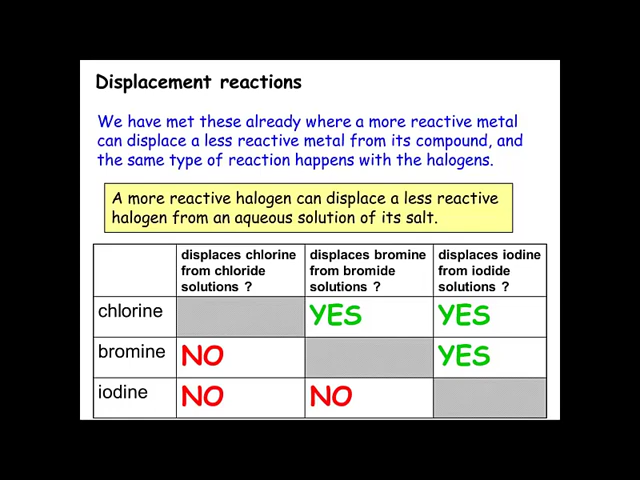 Displacement reactions
We have met these already where a more reactive metal
can displace a less reactive metal from its compound, and
the same type of reaction happens with the halogens.
A more reactive halogen can displace a less reactive
halogen from an aqueous solution of its salt.
displaces chlorine displaces bromine displaces iodine
from chloride from bromide from iodide
solutions ? solutions ? solutions ?
chlorine YES YES
bromine NO YES
iodine NO NO